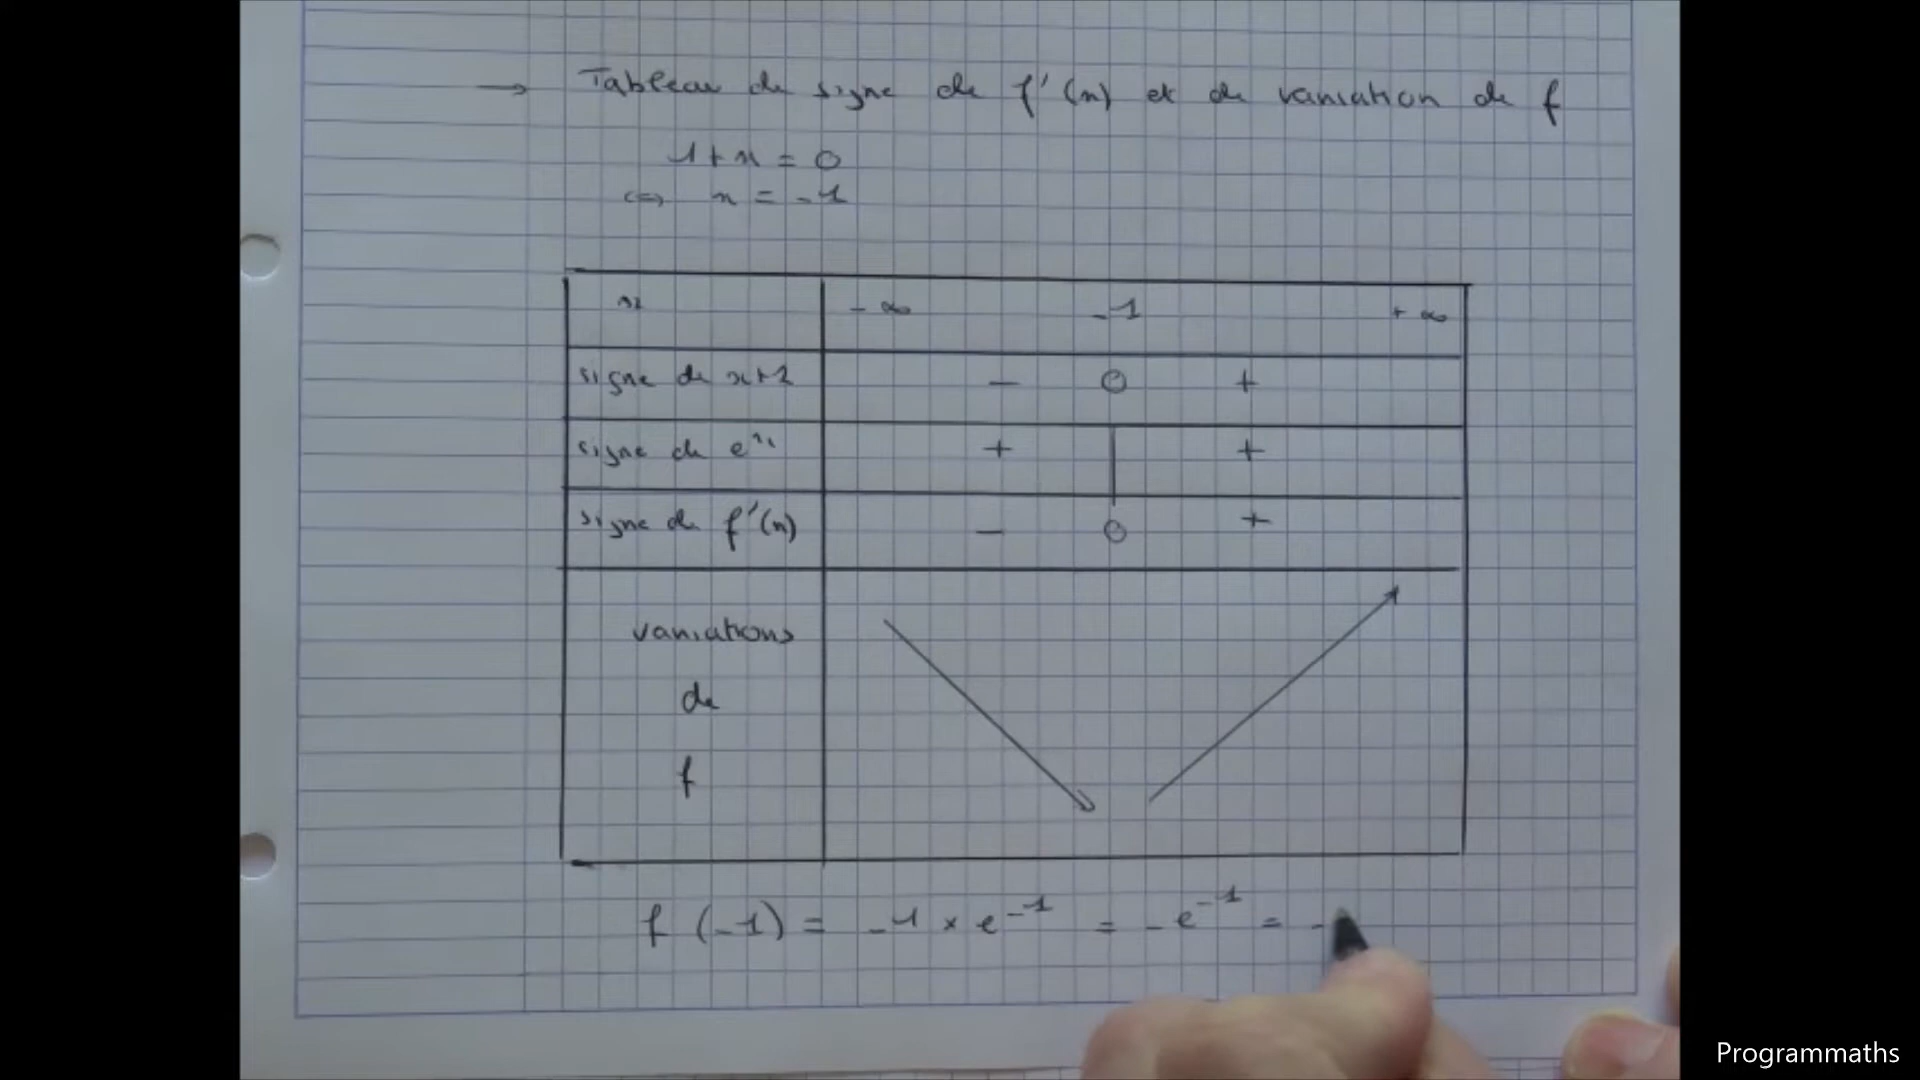 → Tableau de signe de f'(x) et de variation de f
1+x = 0
⇔ x = -1
x -∞ -1 +∞
signe de x+1 - 0 +
signe de e^x + +
signe de f'(x) - 0 +
variations
de
f
f(-1) = -1 × e^-1 = -e^-1 = -
Programmaths